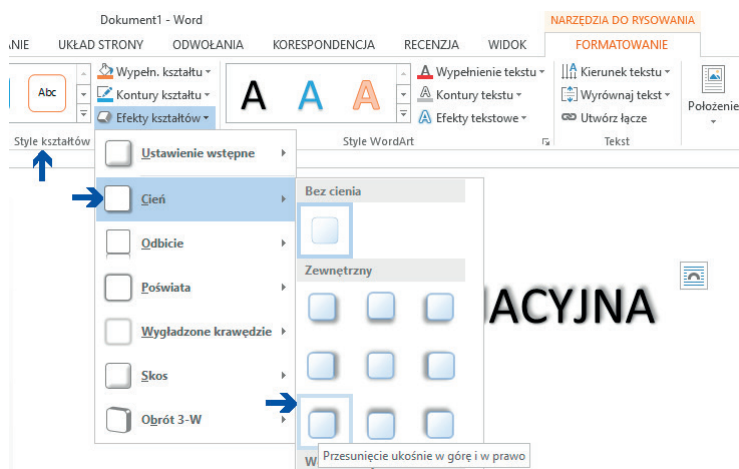 Dokument1 - Word
NARZĘDZIA DO RYSOWANIA
UKŁAD STRONY ODWOŁANIA KORESPONDENCJA RECENZJA WIDOK FORMATOWANIE
Abc
Wypełn. kształtu
Kontury kształtu
Efekty kształtów
Style kształtów
A A A
Wypełnienie tekstu
Kontury tekstu
Efekty tekstowe
Style WordArt
Kierunek tekstu
Wyrównaj tekst
Utwórz łącze
Tekst
Położenie
Ustawienie wstępne
Cień
Odbicie
Poświata
Wygładzone krawędzie
Skos
Obrót 3-W
Bez cienia
Zewnętrzny
Przesunięcie ukośnie w górę i w prawo
ACYJNA